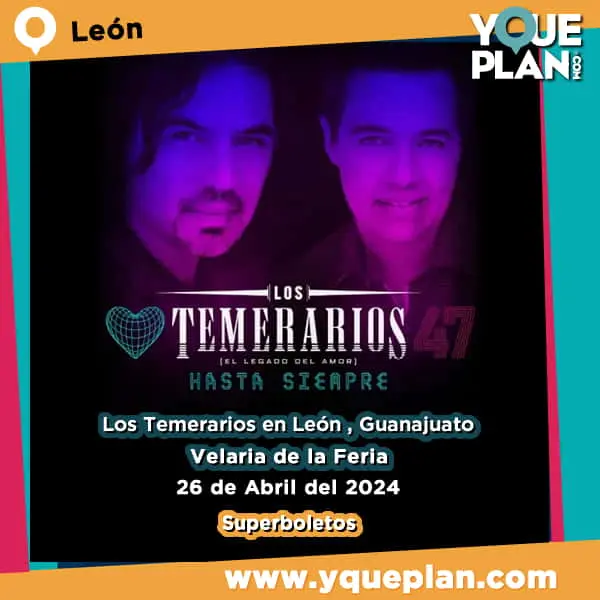 León
YQUE
PLAN
.COM
LOS
TEMERARIOS 47
(EL LEGADO DEL AMOR)
HASTA SIEMPRE
Los Temerarios en León , Guanajuato
Velaria de la Feria
26 de Abril del 2024
Superboletos
www.yqueplan.com